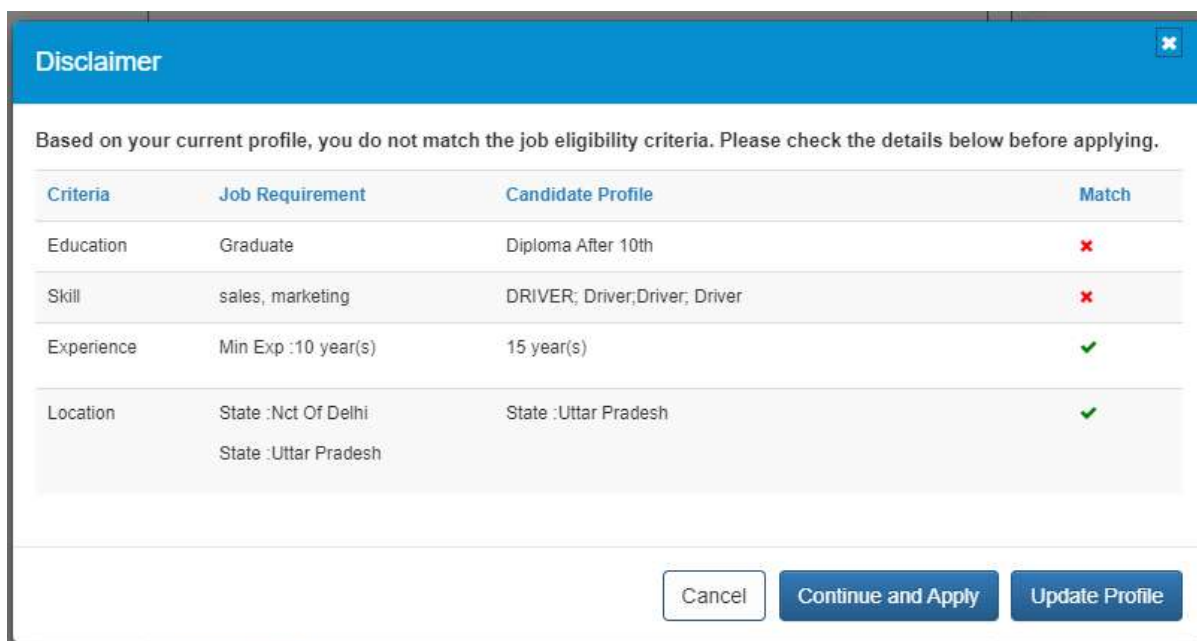 Disclaimer
Based on your current profile, you do not match the job eligibility criteria. Please check the details below before applying.
Criteria Job Requirement Candidate Profile Match
Education Graduate Diploma After 10th
Skill sales, marketing DRIVER; Driver;Driver; Driver
Experience Min Exp :10 year(s) 15 year(s)
Location State :Nct Of Delhi State :Uttar Pradesh
State :Uttar Pradesh
Cancel Continue and Apply Update Profile